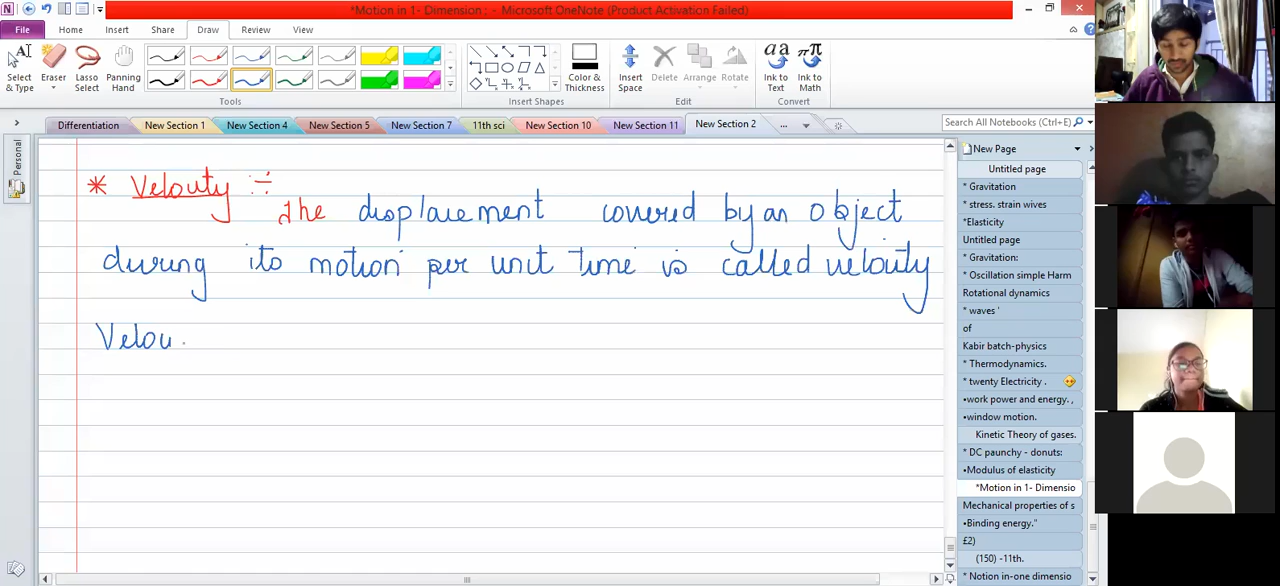 *Motion in 1- Dimension ; - Microsoft OneNote (Product Activation Failed)
File Home Insert Share Draw Review View
Select & Type
Eraser
Lasso Select
Panning Hand
Color & Thickness
Insert Space
Delete
Arrange
Rotate
Ink to Text
Ink to Math
Tools
Insert Shapes
Edit
Convert
Differentiation New Section 1 New Section 4 New Section 5 New Section 7 11th sci New Section 10 New Section 11 New Section 2 ...
Search All Notebooks (Ctrl+E)
Personal
* Velouty ÷
The displacement covered by an object
during its motion per unit time is called velouty
Velou
New Page
Untitled page
* Gravitation
* stress. strain wives
*Elasticity
Untitled page
* Gravitation:
* Oscillation simple Harm
Rotational dynamics
* waves '
of
Kabir batch-physics
* Thermodynamics.
* twenty Electricity .
•work power and energy. ,
•window motion.
Kinetic Theory of gases.
* DC paunchy - donuts:
•Modulus of elasticity
*Motion in 1- Dimensio
Mechanical properties of s
•Binding energy."
£2)
(150) -11th.
* Notion in-one dimensio